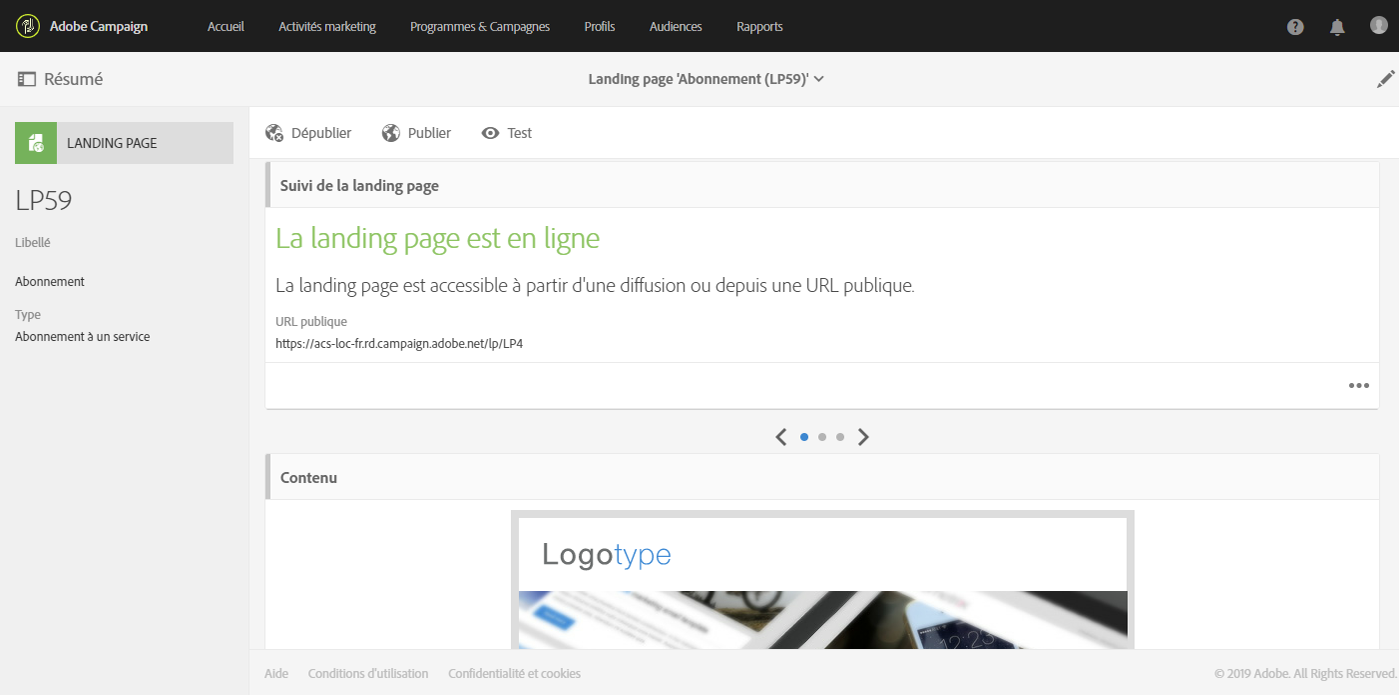 Adobe Campaign
Accueil
Activités marketing
Programmes & Campagnes
Profils
Audiences
Rapports
Résumé
Landing page 'Abonnement (LP59)'
LANDING PAGE
LP59
Libellé
Abonnement
Type
Abonnement à un service
Dépublier
Publier
Test
Suivi de la landing page
La landing page est en ligne
La landing page est accessible à partir d'une diffusion ou depuis une URL publique.
URL publique
https://acs-loc-fr.rd.campaign.adobe.net/lp/LP4
Contenu
Logotype
12:23
Aide
Conditions d'utilisation
Confidentialité et cookies
© 2019 Adobe. All Rights Reserved.